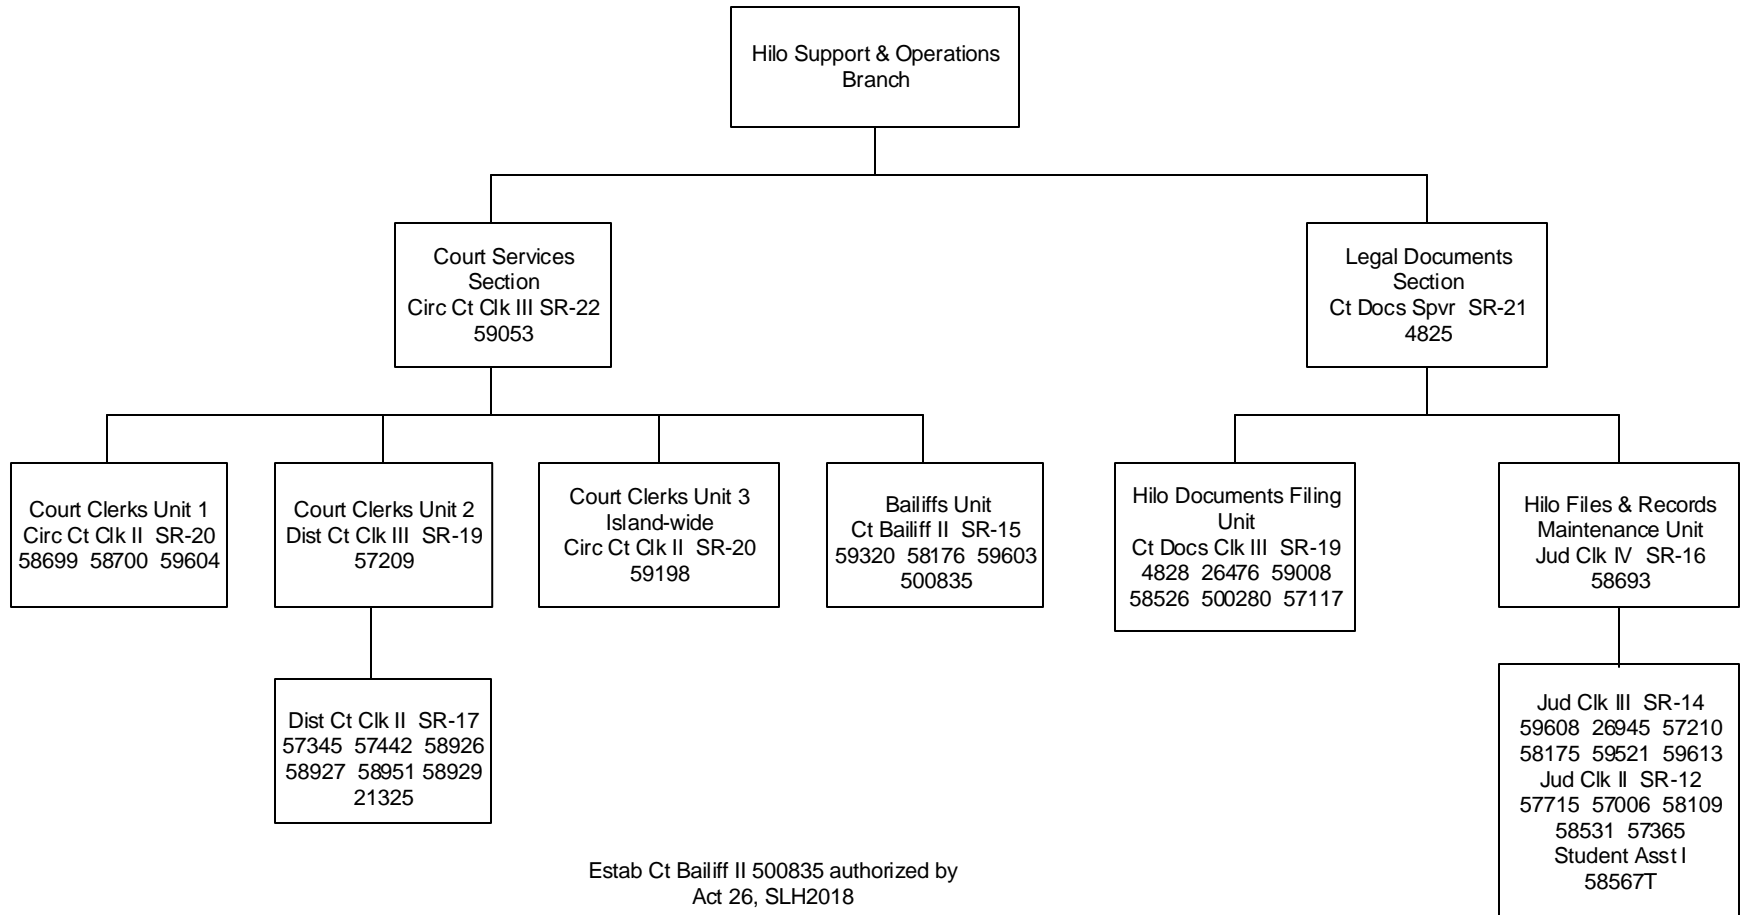 Hilo Support & Operations
Branch
Court Services
Section
Circ Ct Clk III SR-22
59053
Legal Documents
Section
Ct Docs Spvr SR-21
4825
Court Clerks Unit 1
Circ Ct Clk II SR-20
58699 58700 59604
Court Clerks Unit 2
Dist Ct Clk III SR-19
57209
Court Clerks Unit 3
Island-wide
Circ Ct Clk II SR-20
59198
Bailiffs Unit
Ct Bailiff II SR-15
59320 58176 59603
500835
Hilo Documents Filing
Unit
Ct Docs Clk III SR-19
4828 26476 59008
58526 500280 57117
Hilo Files & Records
Maintenance Unit
Jud Clk IV SR-16
58693
Dist Ct Clk II SR-17
57345 57442 58926
58927 58951 58929
21325
Jud Clk III SR-14
59608 26945 57210
58175 59521 59613
Jud Clk II SR-12
57715 57006 58109
58531 57365
Student Asst I
58567T
Estab Ct Bailiff II 500835 authorized by
Act 26, SLH2018